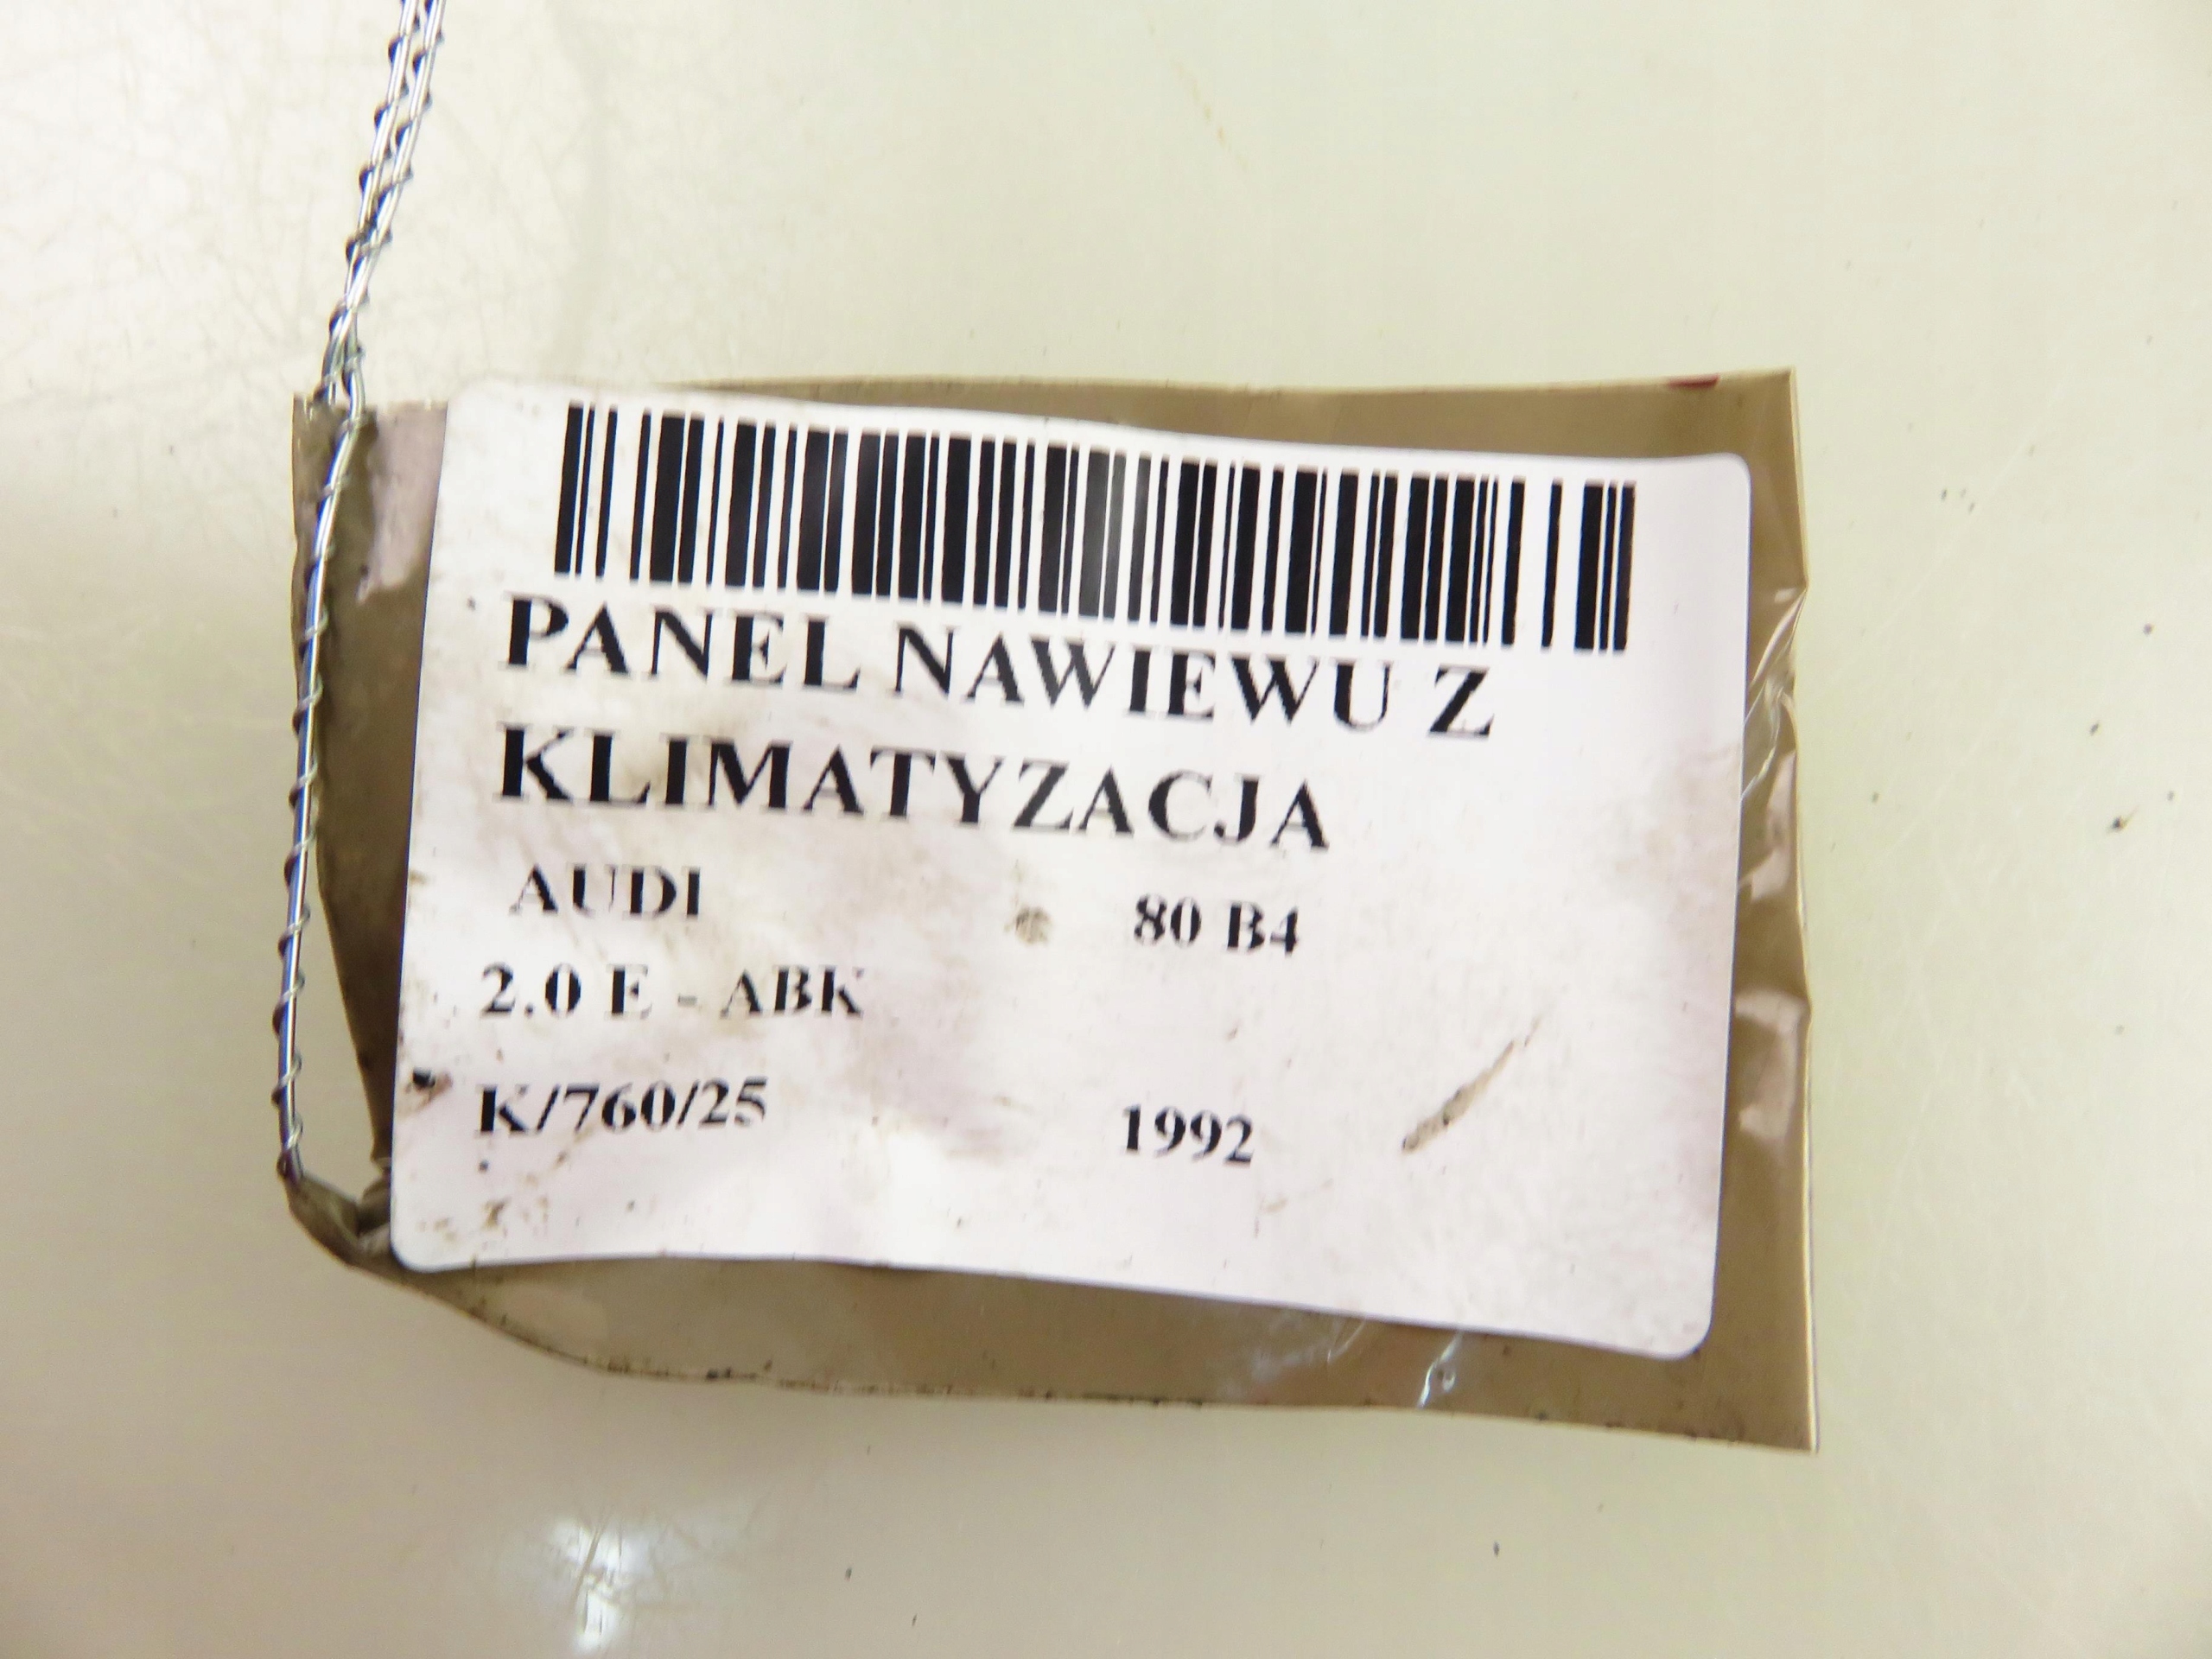 PANEL NAWIEWU Z
KLIMATYZACJA
AUDI 80 B4
2.0 E - ABK
K/760/25 1992